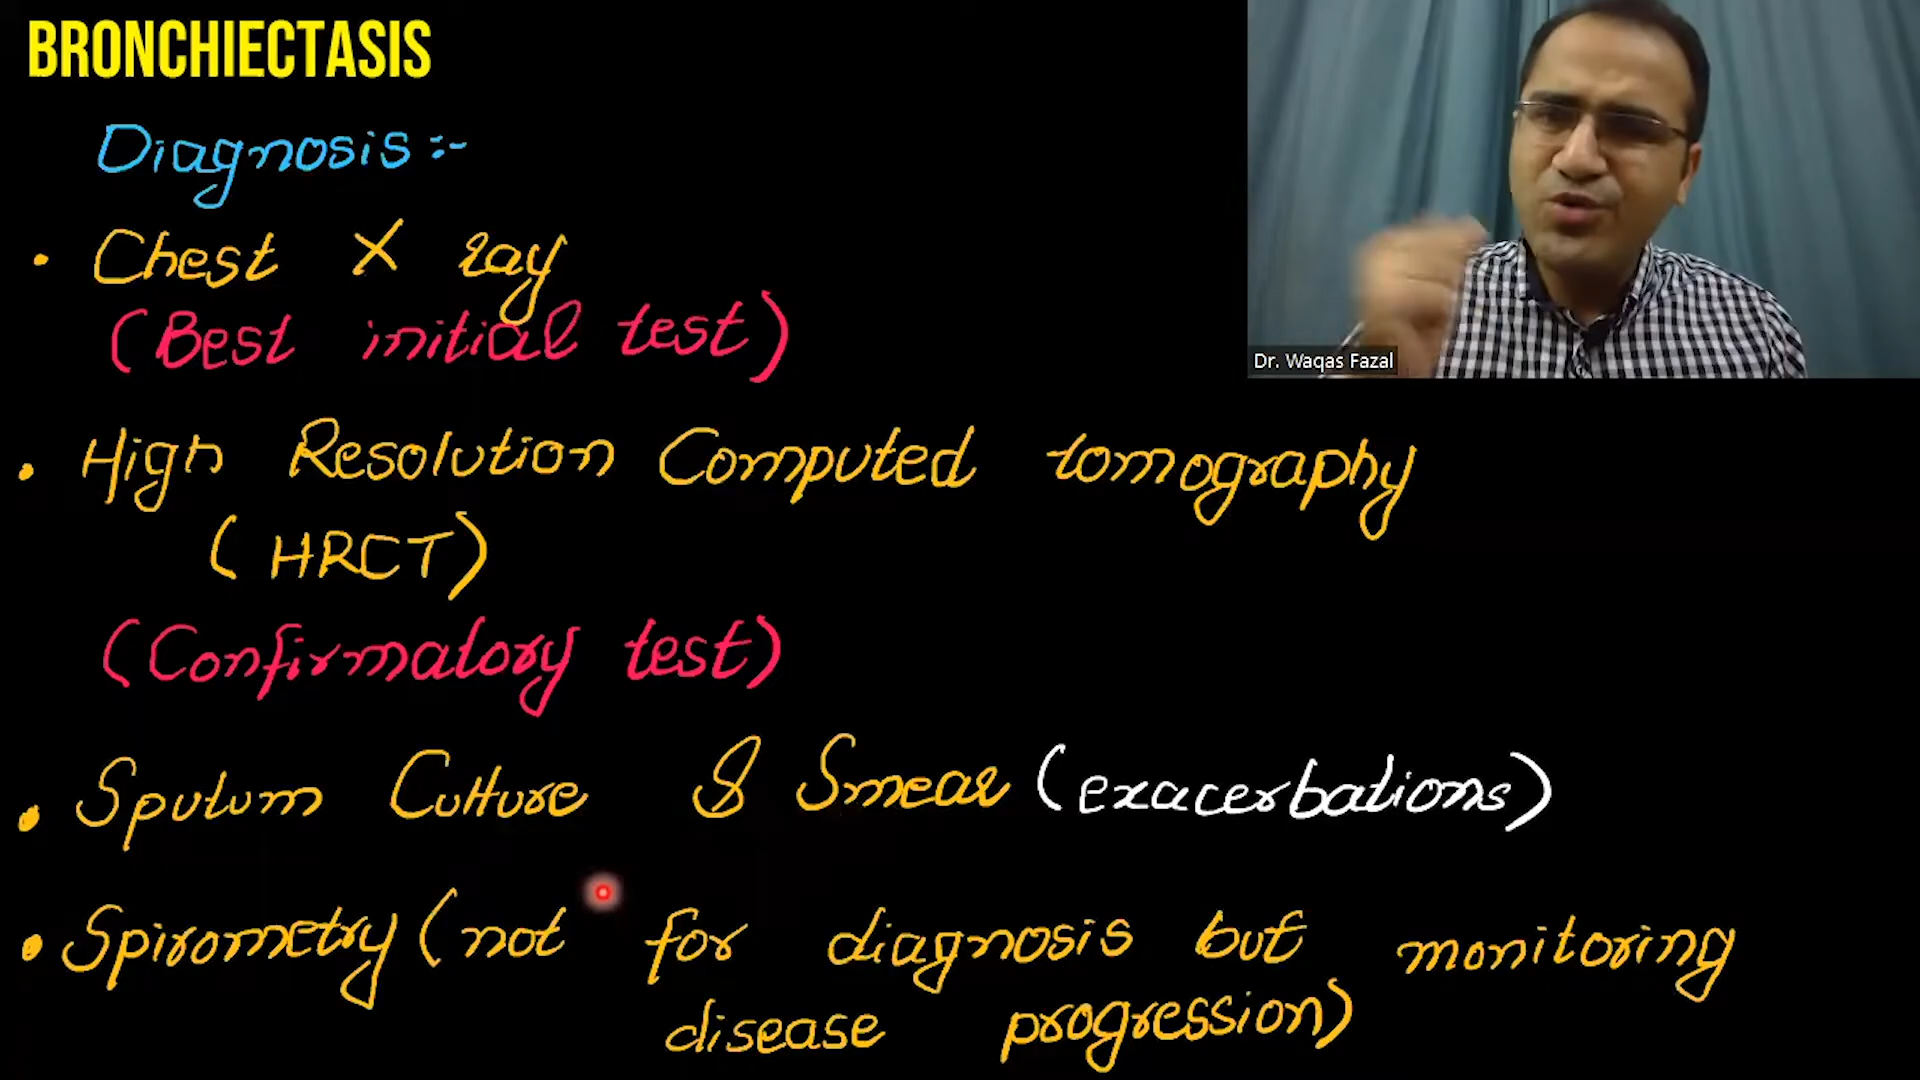 BRONCHIECTASIS
Diagnosis :-
• Chest X ray
(Best initial test)
Dr. Waqas Fazal
• High Resolution Computed tomography
(HRCT)
(Confirmatory test)
• Sputum Culture & Smear (exacerbations)
• Spirometry (not for diagnosis but monitoring
disease progression)